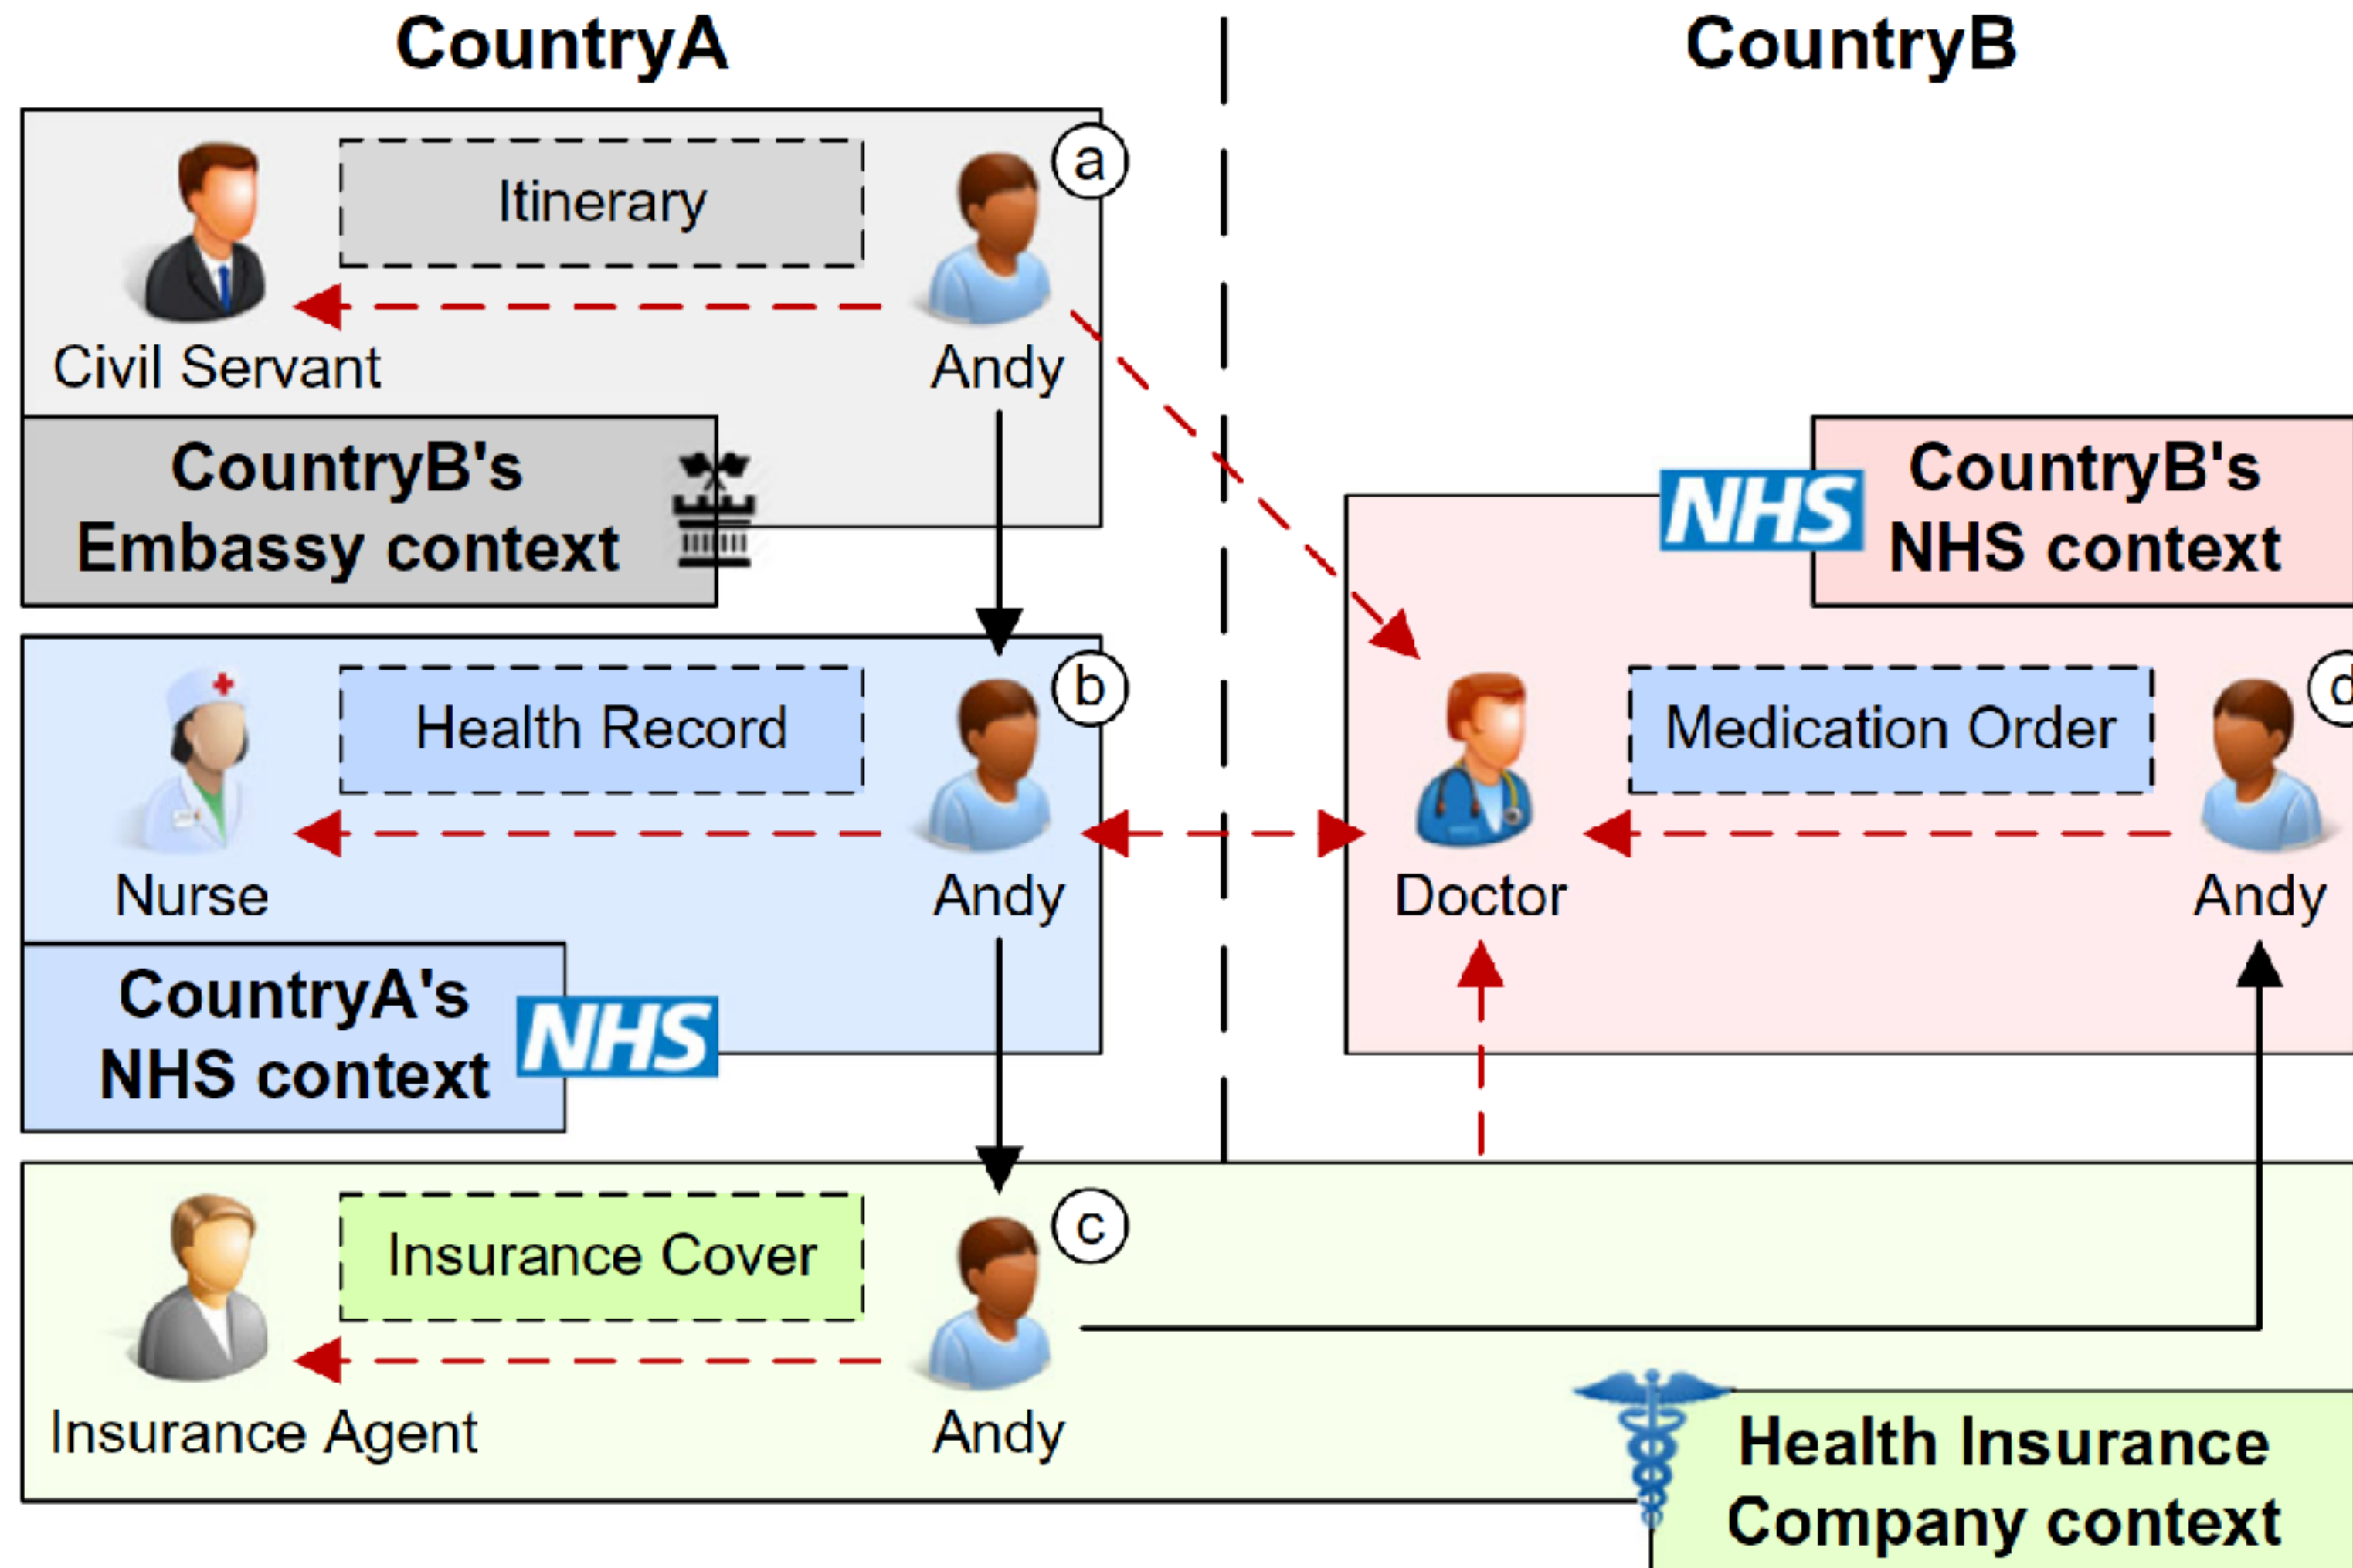 CountryA
CountryB
Itinerary
a
Civil Servant
Andy
CountryB's
Embassy context
NHS
CountryB's
NHS context
Health Record
b
Nurse
Andy
Medication Order
d
Doctor
Andy
CountryA's
NHS context
NHS
Insurance Cover
c
Insurance Agent
Andy
Health Insurance
Company context